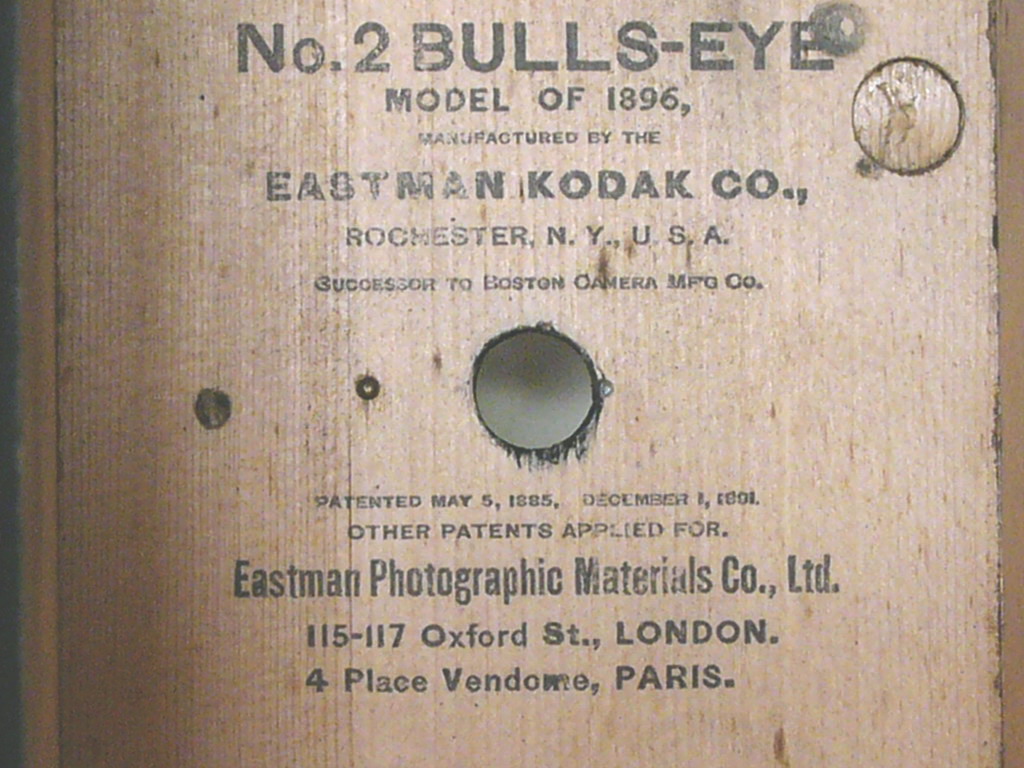 No. 2 BULLS-EYE
MODEL OF 1896,
MANUFACTURED BY THE
EASTMAN KODAK CO.,
ROCHESTER, N. Y., U. S. A.
SUCCESSOR TO BOSTON CAMERA MFG CO.
PATENTED MAY 5, 1885, DECEMBER 1, 1891.
OTHER PATENTS APPLIED FOR.
Eastman Photographic Materials Co., Ltd.
115-117 Oxford St., LONDON.
4 Place Vendome, PARIS.